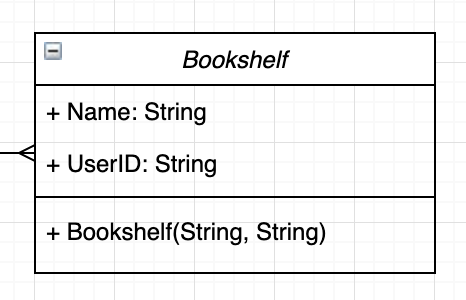 Bookshelf
+ Name: String
+ UserID: String
+ Bookshelf(String, String)